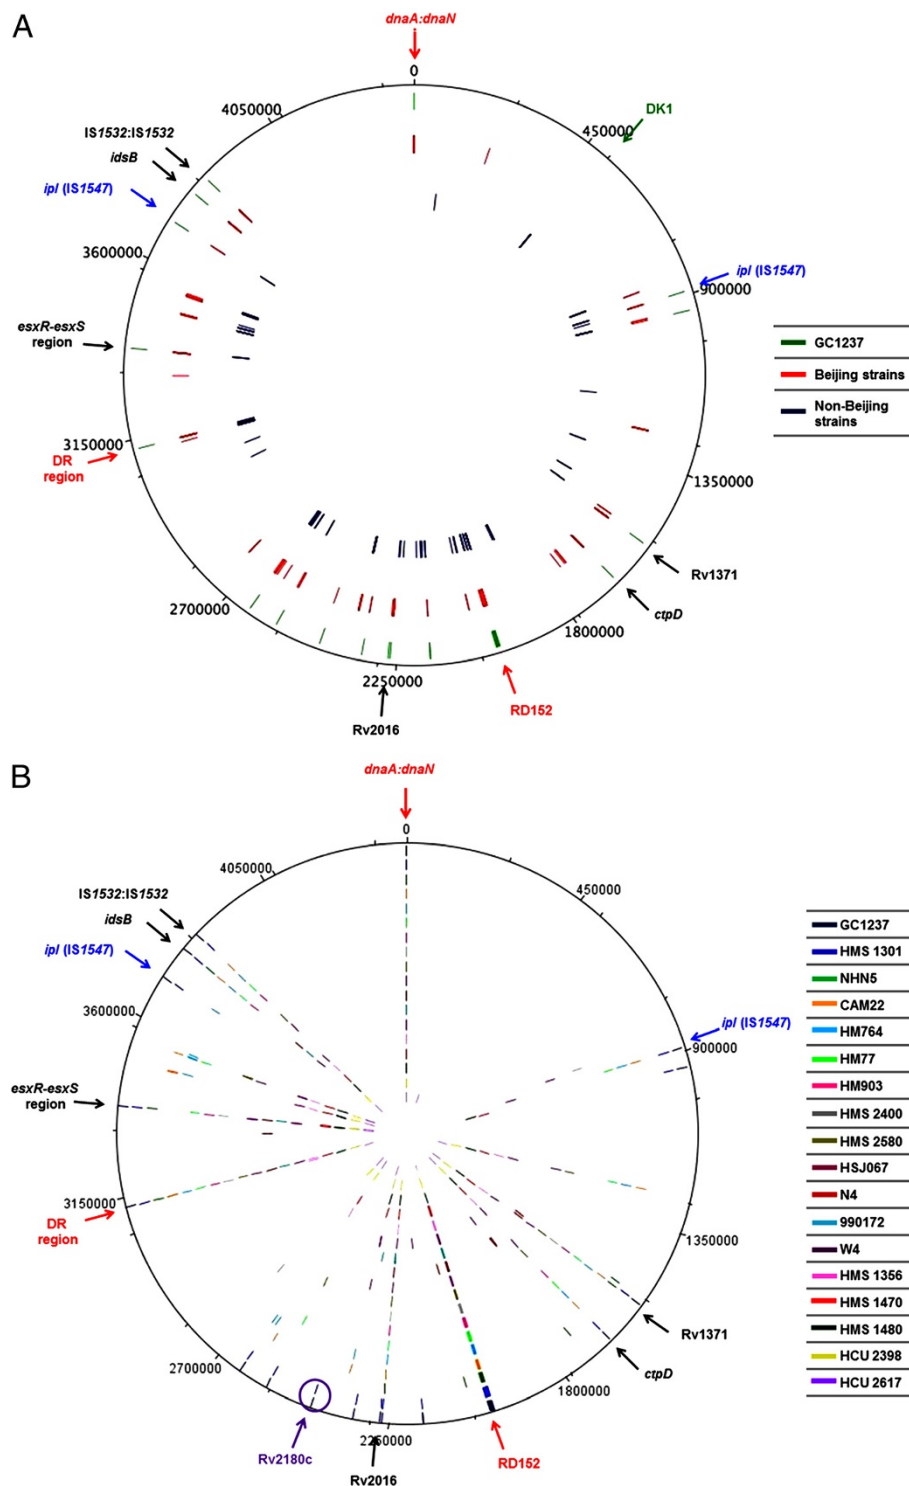 A
dnaA:dnaN
0
4050000
450000
DK1
IS1532:IS1532
idsB
ipl (IS1547)
3600000
ipl (IS1547)
900000
esxR-esxS
region
GC1237
Beijing strains
Non-Beijing
strains
3150000
DR
region
1350000
Rv1371
ctpD
2700000
1800000
2250000
RD152
Rv2016
B
dnaA:dnaN
0
4050000
450000
IS1532:IS1532
idsB
ipl (IS1547)
3600000
ipl (IS1547)
900000
esxR-esxS
region
3150000
DR
region
1350000
Rv1371
ctpD
2700000
1800000
2250000
Rv2180c
Rv2016
RD152
GC1237
HMS 1301
NHN5
CAM22
HM764
HM77
HM903
HMS 2400
HMS 2580
HSJ067
N4
990172
W4
HMS 1356
HMS 1470
HMS 1480
HCU 2398
HCU 2617